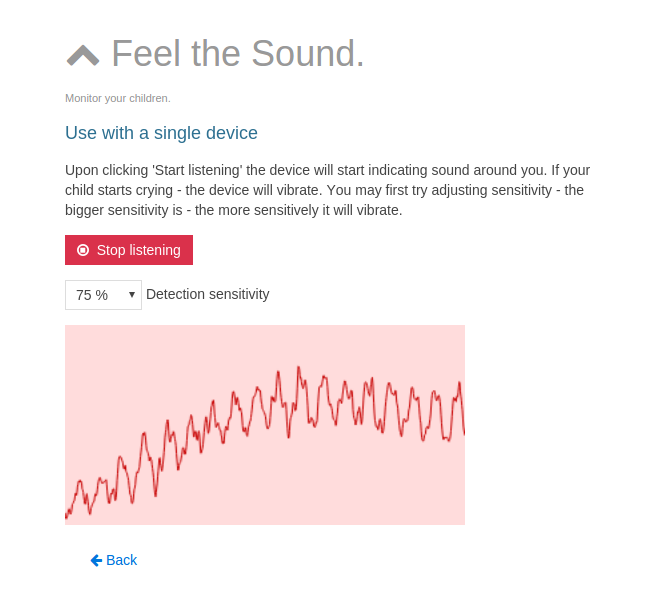 Feel the Sound.
Monitor your children.
Use with a single device
Upon clicking 'Start listening' the device will start indicating sound around you. If your
child starts crying - the device will vibrate. You may first try adjusting sensitivity - the
bigger sensitivity is - the more sensitively it will vibrate.
Stop listening
75 % Detection sensitivity
Back